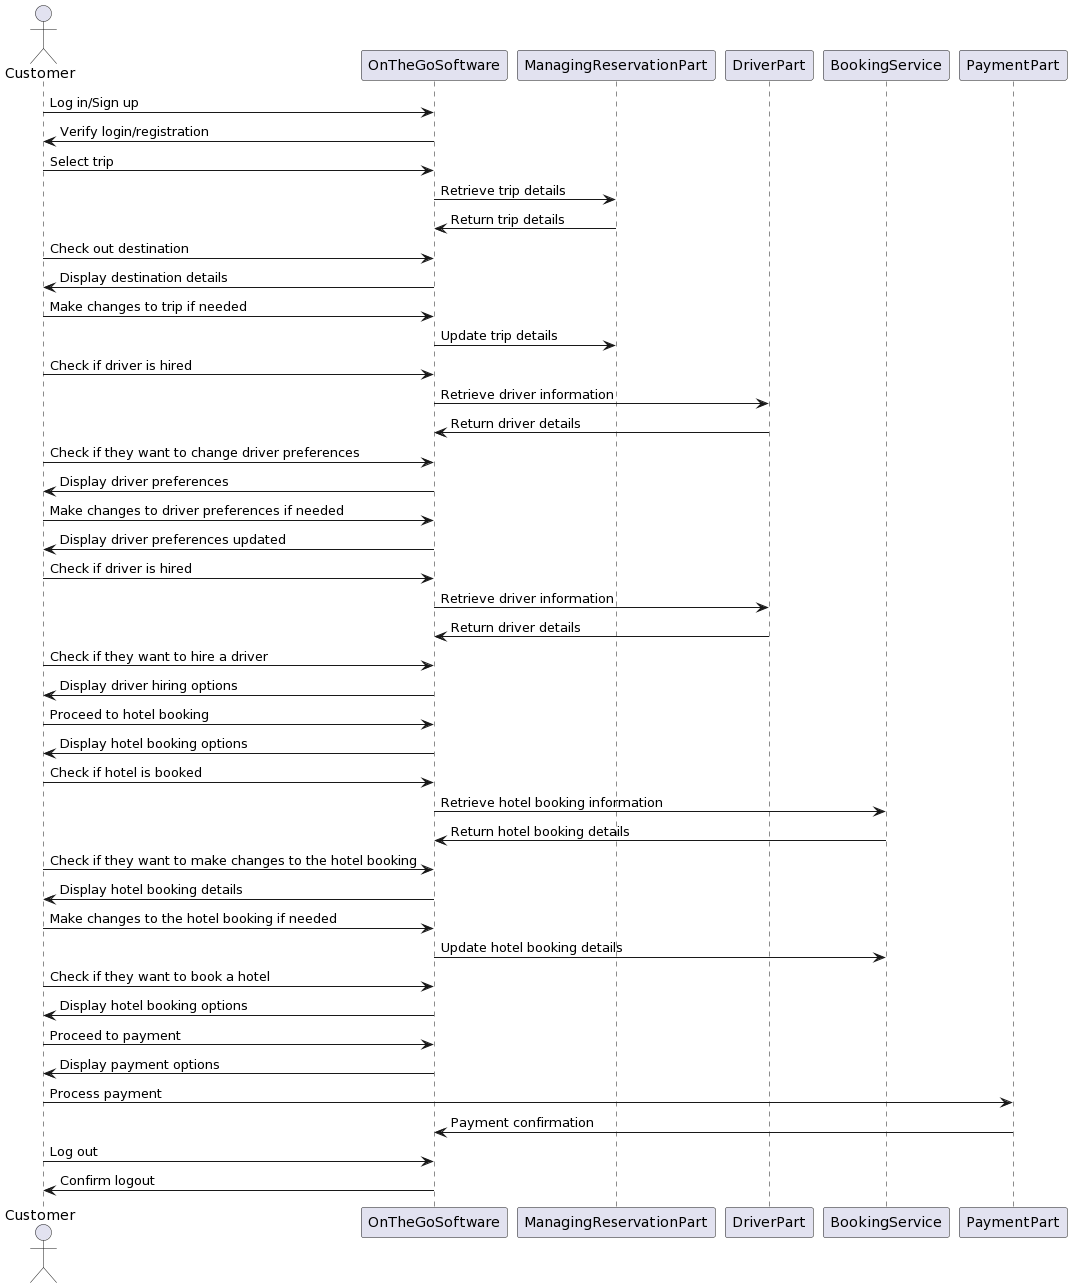 Customer
OnTheGoSoftware
ManagingReservationPart
DriverPart
BookingService
PaymentPart
Log in/Sign up
Verify login/registration
Select trip
Retrieve trip details
Return trip details
Check out destination
Display destination details
Make changes to trip if needed
Update trip details
Check if driver is hired
Retrieve driver information
Return driver details
Check if they want to change driver preferences
Display driver preferences
Make changes to driver preferences if needed
Display driver preferences updated
Check if driver is hired
Retrieve driver information
Return driver details
Check if they want to hire a driver
Display driver hiring options
Proceed to hotel booking
Display hotel booking options
Check if hotel is booked
Retrieve hotel booking information
Return hotel booking details
Check if they want to make changes to the hotel booking
Display hotel booking details
Make changes to the hotel booking if needed
Update hotel booking details
Check if they want to book a hotel
Display hotel booking options
Proceed to payment
Display payment options
Process payment
Payment confirmation
Log out
Confirm logout
Customer
OnTheGoSoftware
ManagingReservationPart
DriverPart
BookingService
PaymentPart